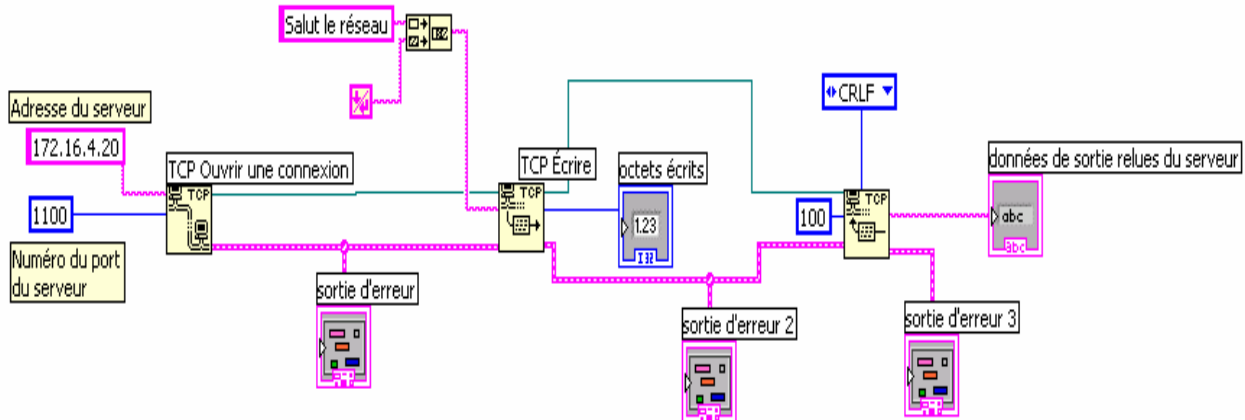 Salut le réseau
Adresse du serveur
172.16.4.20
TCP Ouvrir une connexion
TCP
1100
Numéro du port
du serveur
sortie d'erreur
TCP Écrire
TCP
octets écrits
1.23
I32
sortie d'erreur 2
CRLF
100
TCP
données de sortie relues du serveur
abc
abc
sortie d'erreur 3